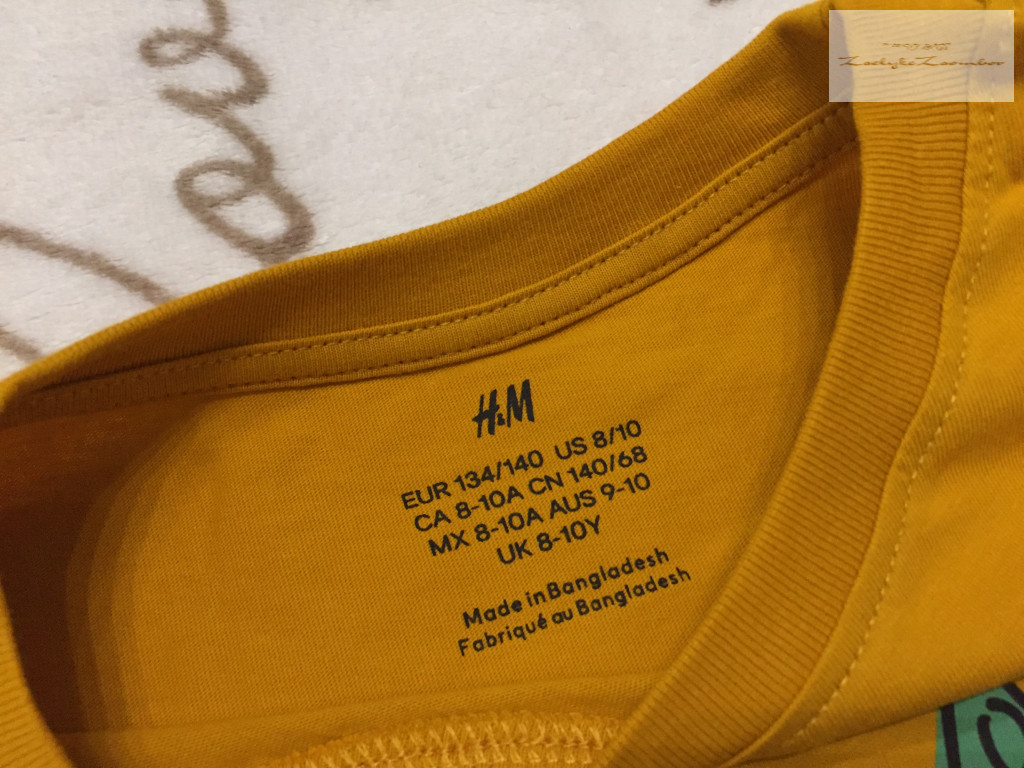 H&M
EUR 134/140 US 8/10
CA 8-10A CN 140/68
MX 8-10A AUS 9-10
UK 8-10Y
Made in Bangladesh
Fabriqué au Bangladesh